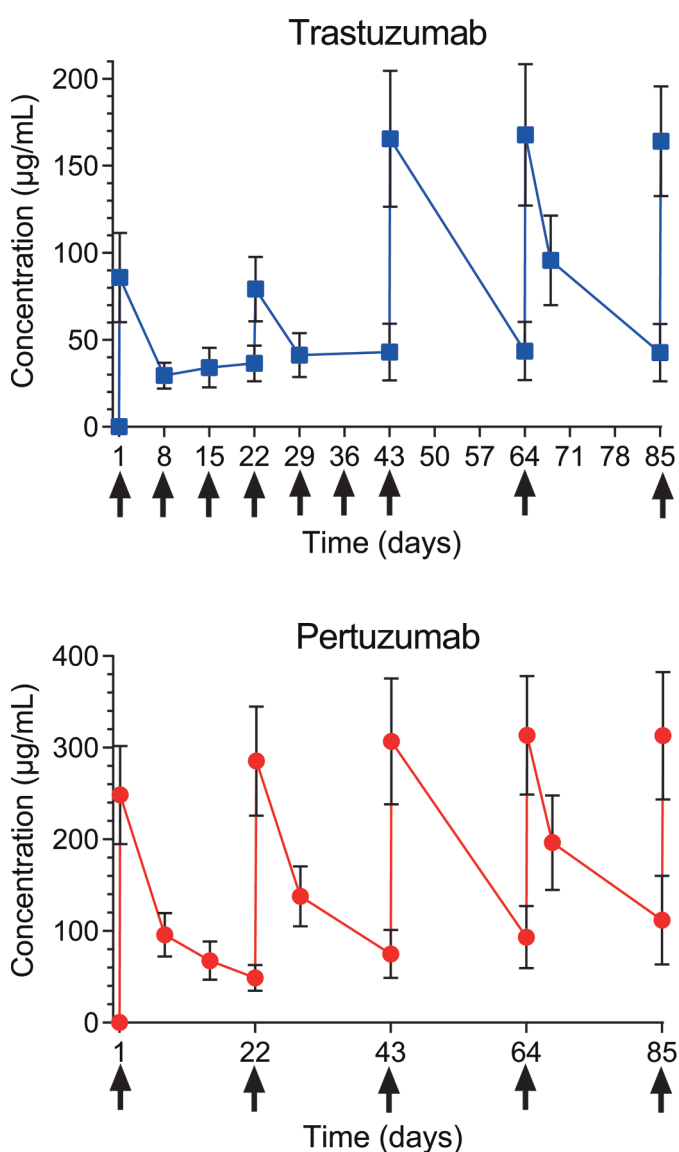 Trastuzumab
Concentration (µg/mL)
200
150
100
50
0
1 8 15 22 29 36 43 50 57 64 71 78 85
Time (days)
Pertuzumab
Concentration (µg/mL)
400
300
200
100
0
1 22 43 64 85
Time (days)